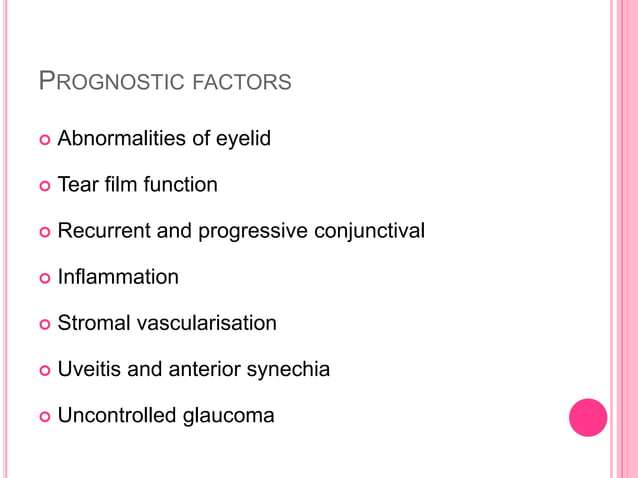 PROGNOSTIC FACTORS
Abnormalities of eyelid
Tear film function
Recurrent and progressive conjunctival
Inflammation
Stromal vascularisation
Uveitis and anterior synechia
Uncontrolled glaucoma